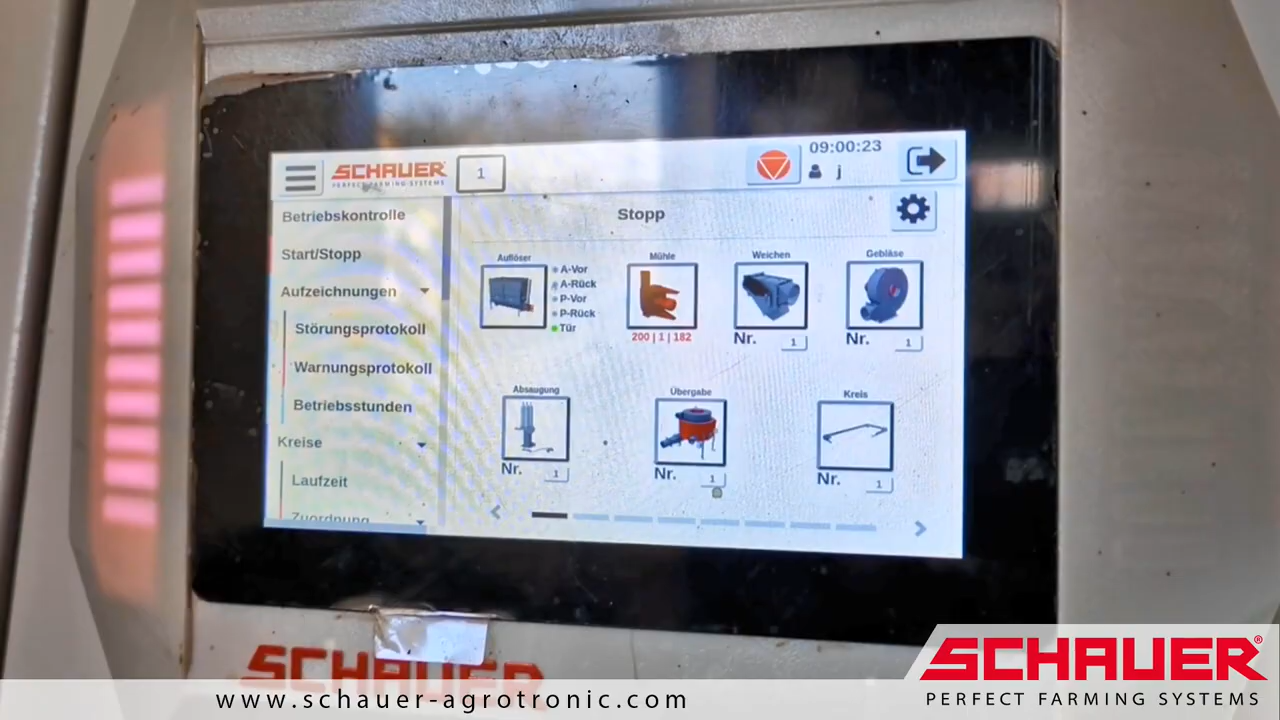 SCHAUER
PERFECT FARMING SYSTEMS
1
09:00:23
j
Betriebskontrolle
Start/Stopp
Aufzeichnungen
Störungsprotokoll
Warnungsprotokoll
Betriebsstunden
Kreise
Laufzeit
Zuordnung
Stopp
Auflöser
A-Vor
A-Rück
P-Vor
P-Rück
Tür
Mühle
200 | 1 | 182
Weichen
Nr. 1
Gebläse
Nr. 1
Absaugung
Nr. 1
Übergabe
Nr. 1
Kreis
Nr. 1
SCHAUER
www.schauer-agrotronic.com
SCHAUER®
PERFECT FARMING SYSTEMS